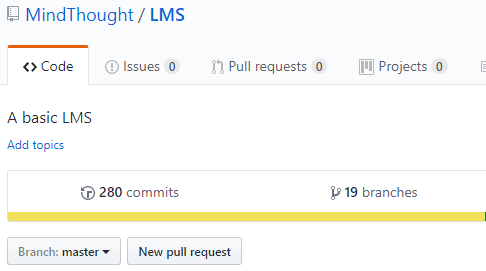 MindThought / LMS
Code Issues 0 Pull requests 0 Projects 0
A basic LMS
Add topics
280 commits 19 branches
Branch: master New pull request